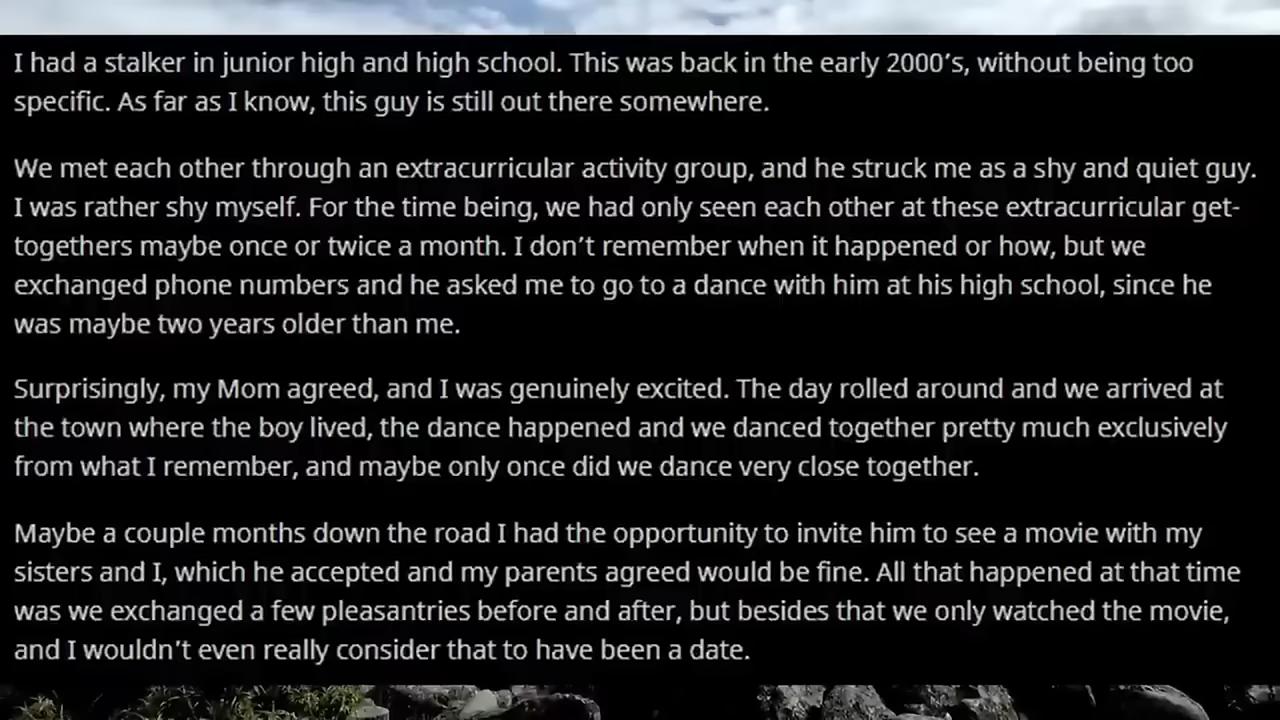 I had a stalker in junior high and high school. This was back in the early 2000’s, without being too
specific. As far as I know, this guy is still out there somewhere.
We met each other through an extracurricular activity group, and he struck me as a shy and quiet guy.
I was rather shy myself. For the time being, we had only seen each other at these extracurricular get-
togethers maybe once or twice a month. I don’t remember when it happened or how, but we
exchanged phone numbers and he asked me to go to a dance with him at his high school, since he
was maybe two years older than me.
Surprisingly, my Mom agreed, and I was genuinely excited. The day rolled around and we arrived at
the town where the boy lived, the dance happened and we danced together pretty much exclusively
from what I remember, and maybe only once did we dance very close together.
Maybe a couple months down the road I had the opportunity to invite him to see a movie with my
sisters and I, which he accepted and my parents agreed would be fine. All that happened at that time
was we exchanged a few pleasantries before and after, but besides that we only watched the movie,
and I wouldn’t even really consider that to have been a date.